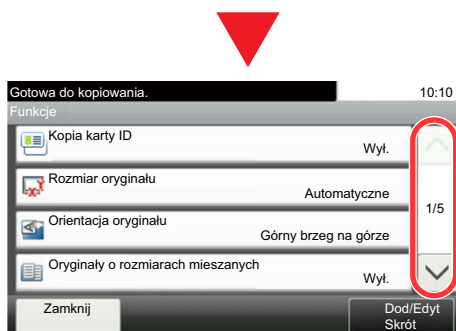 Gotowa do kopiowania. 10:10
Funkcje
Kopia karty ID
Wył.
Rozmiar oryginału
Automatyczne
1/5
Orientacja oryginału
Górny brzeg na górze
Oryginały o rozmiarach mieszanych
Wył.
Zamknij
Dod/Edyt
Skrót